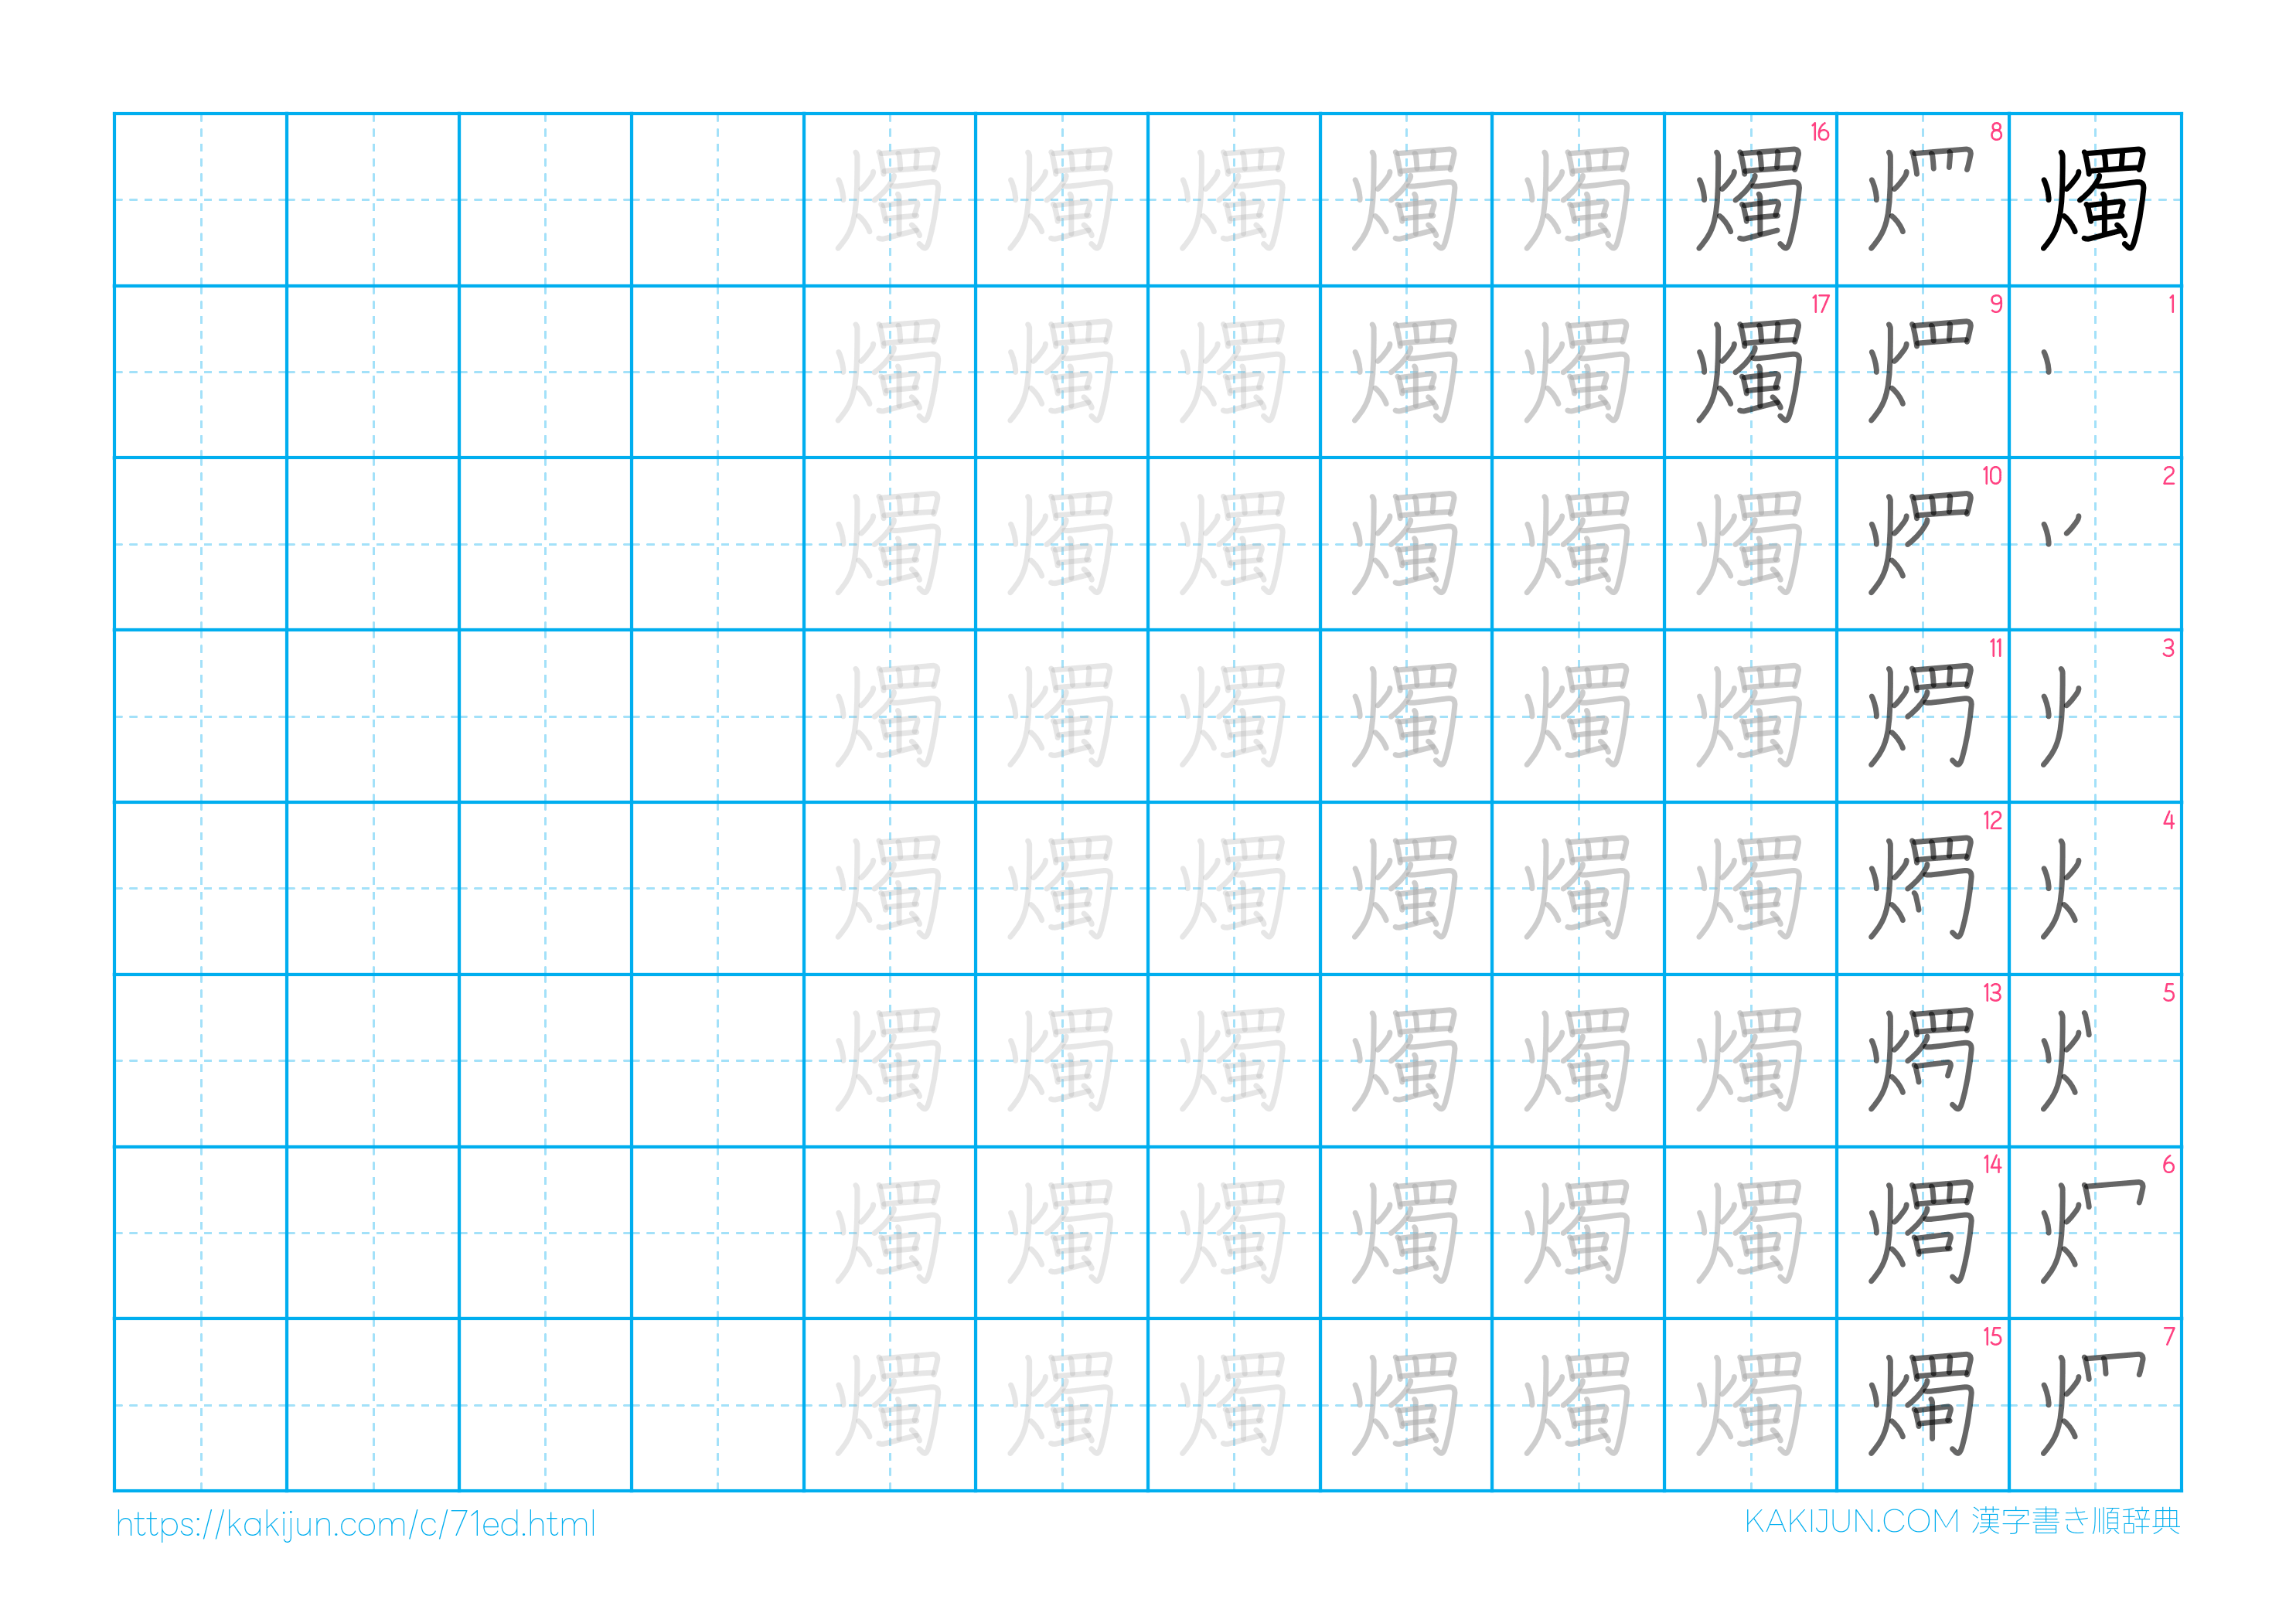 燭 燭 燭 燭 燭 16 8 燭
燭 燭 燭 燭 燭 17 燭 9 1
燭 燭 燭 燭 燭 燭 10 2
燭 燭 燭 燭 燭 燭 11 3
燭 燭 燭 燭 燭 燭 12 4
燭 燭 燭 燭 燭 燭 13 5
燭 燭 燭 燭 燭 燭 14 6
燭 燭 燭 燭 燭 燭 15 7
https://kakijun.com/c/71ed.html
KAKIJUN.COM 漢字書き順辞典